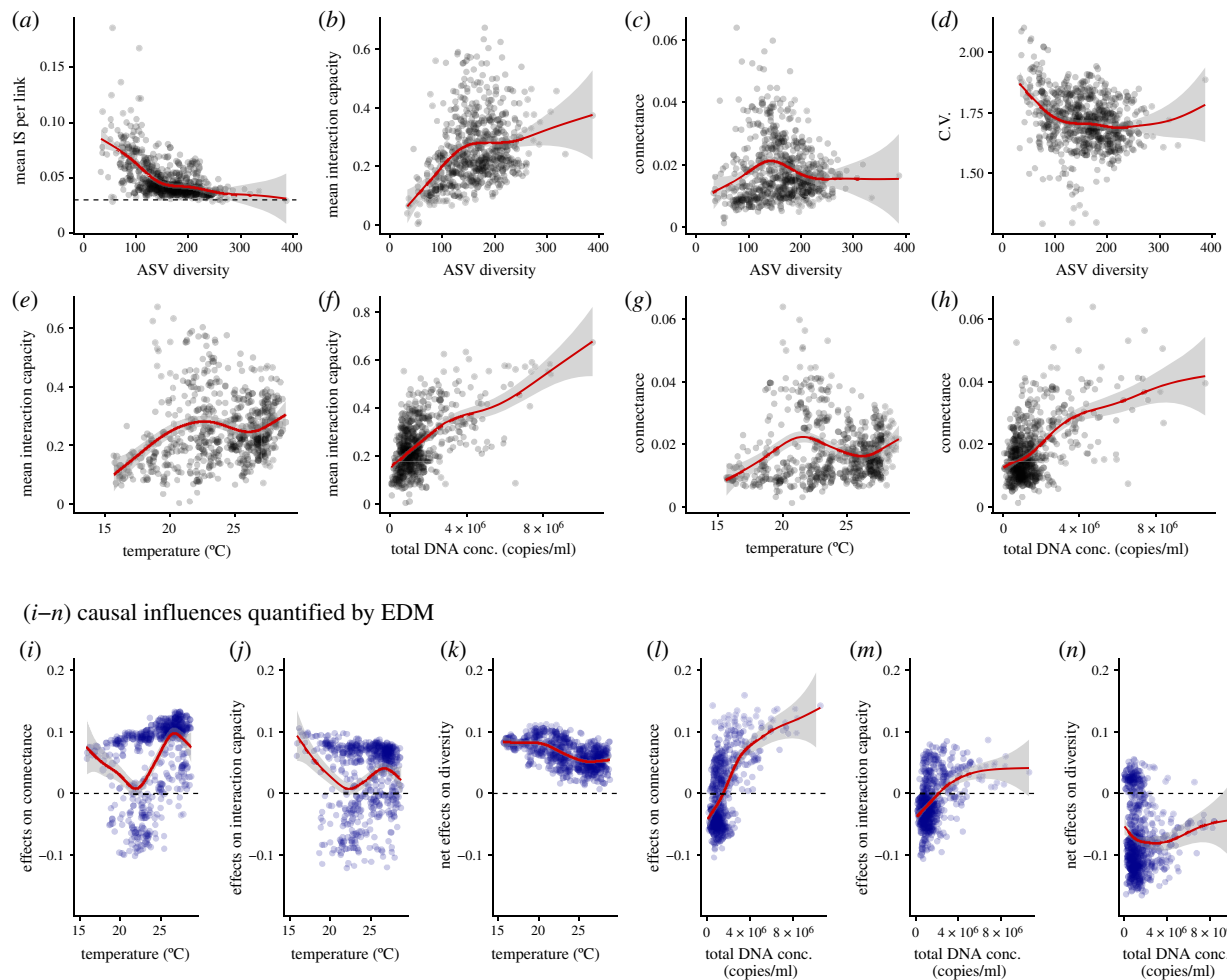 (a)
mean IS per link
0.15
0.10
0.05
0
0 100 200 300 400
ASV diversity
(b)
mean interaction capacity
0.6
0.4
0.2
0
0 100 200 300 400
ASV diversity
(c)
connectance
0.06
0.04
0.02
0
0 100 200 300 400
ASV diversity
(d)
C.V.
2.00
1.75
1.50
0 100 200 300 400
ASV diversity
(e)
mean interaction capacity
0.6
0.4
0.2
0
15 20 25
temperature (ºC)
(f)
mean interaction capacity
0.8
0.6
0.4
0.2
0
0 4 × 10⁶ 8 × 10⁶
total DNA conc. (copies/ml)
(g)
connectance
0.06
0.04
0.02
0
15 20 25
temperature (ºC)
(h)
connectance
0.06
0.04
0.02
0
0 4 × 10⁶ 8 × 10⁶
total DNA conc. (copies/ml)
(i–n) causal influences quantified by EDM
(i)
effects on connectance
0.2
0.1
0
−0.1
15 20 25
temperature (ºC)
(j)
effects on interaction capacity
0.2
0.1
0
−0.1
15 20 25
temperature (ºC)
(k)
net effects on diversity
0.2
0.1
0
−0.1
15 20 25
temperature (ºC)
(l)
effects on connectance
0.2
0.1
0
−0.1
0 4 × 10⁶ 8 × 10⁶
total DNA conc.
(copies/ml)
(m)
effects on interaction capacity
0.2
0.1
0
−0.1
0 4 × 10⁶ 8 × 10⁶
total DNA conc.
(copies/ml)
(n)
net effects on diversity
0.2
0.1
0
−0.1
0 4 × 10⁶ 8 × 10⁶
total DNA conc.
(copies/ml)